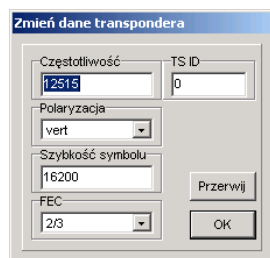 Zmień dane transpondera
Częstotliwość
12515
TS ID
0
Polaryzacja
vert
Szybkość symbolu
16200
FEC
2/3
Przerwij
OK